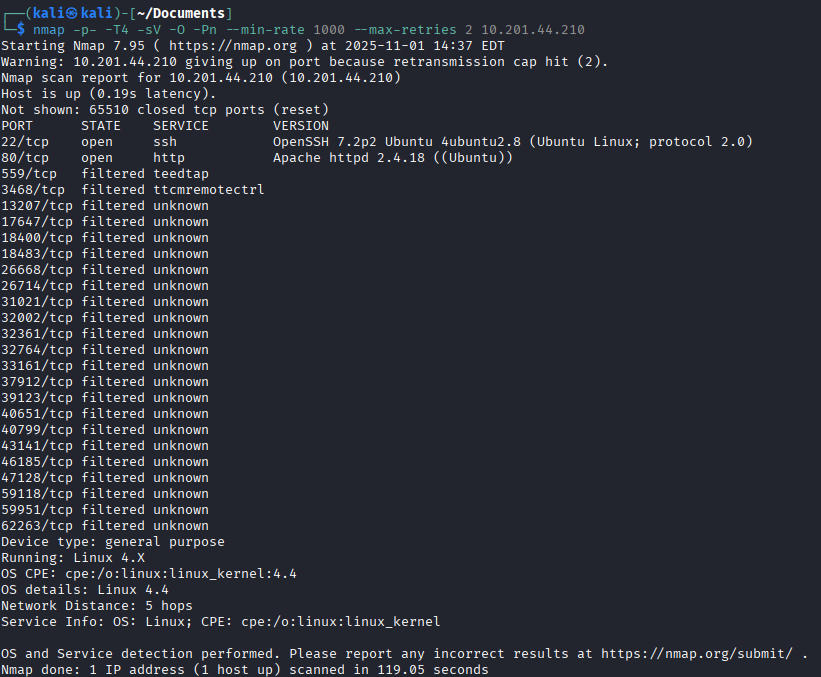 ┌──(kali㉿kali)-[~/Documents]
└─$ nmap -p- -T4 -sV -O -Pn --min-rate 1000 --max-retries 2 10.201.44.210
Starting Nmap 7.95 ( https://nmap.org ) at 2025-11-01 14:37 EDT
Warning: 10.201.44.210 giving up on port because retransmission cap hit (2).
Nmap scan report for 10.201.44.210 (10.201.44.210)
Host is up (0.19s latency).
Not shown: 65510 closed tcp ports (reset)
PORT      STATE    SERVICE        VERSION
22/tcp    open     ssh            OpenSSH 7.2p2 Ubuntu 4ubuntu2.8 (Ubuntu Linux; protocol 2.0)
80/tcp    open     http           Apache httpd 2.4.18 ((Ubuntu))
559/tcp   filtered teedtap
3468/tcp  filtered ttcmremotectrl
13207/tcp filtered unknown
17647/tcp filtered unknown
18400/tcp filtered unknown
18483/tcp filtered unknown
26668/tcp filtered unknown
26714/tcp filtered unknown
31021/tcp filtered unknown
32002/tcp filtered unknown
32361/tcp filtered unknown
32764/tcp filtered unknown
33161/tcp filtered unknown
37912/tcp filtered unknown
39123/tcp filtered unknown
40651/tcp filtered unknown
40799/tcp filtered unknown
43141/tcp filtered unknown
46185/tcp filtered unknown
47128/tcp filtered unknown
59118/tcp filtered unknown
59951/tcp filtered unknown
62263/tcp filtered unknown
Device type: general purpose
Running: Linux 4.X
OS CPE: cpe:/o:linux:linux_kernel:4.4
OS details: Linux 4.4
Network Distance: 5 hops
Service Info: OS: Linux; CPE: cpe:/o:linux:linux_kernel

OS and Service detection performed. Please report any incorrect results at https://nmap.org/submit/ .
Nmap done: 1 IP address (1 host up) scanned in 119.05 seconds